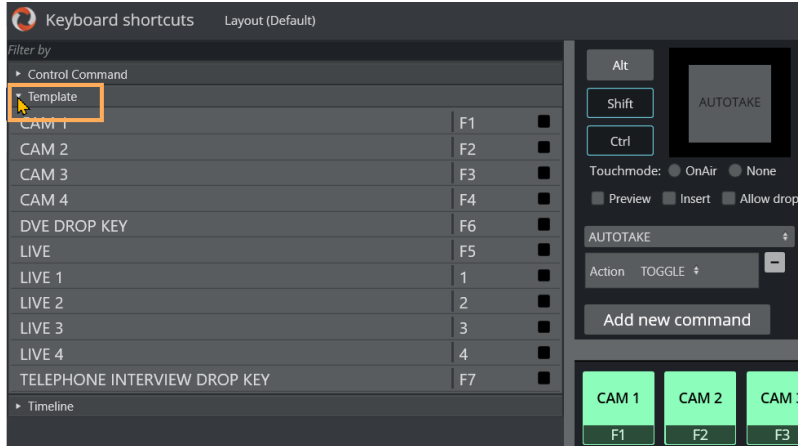 Keyboard shortcuts Layout (Default)
Filter by
Control Command
Template
CAM 1 F1
CAM 2 F2
CAM 3 F3
CAM 4 F4
DVE DROP KEY F6
LIVE F5
LIVE 1 1
LIVE 2 2
LIVE 3 3
LIVE 4 4
TELEPHONE INTERVIEW DROP KEY F7
Timeline
Alt
Shift
Ctrl
AUTOTAKE
Touchmode: OnAir None
Preview Insert Allow drop
AUTOTAKE
Action TOGGLE
Add new command
CAM 1 CAM 2 CAM
F1 F2 F3